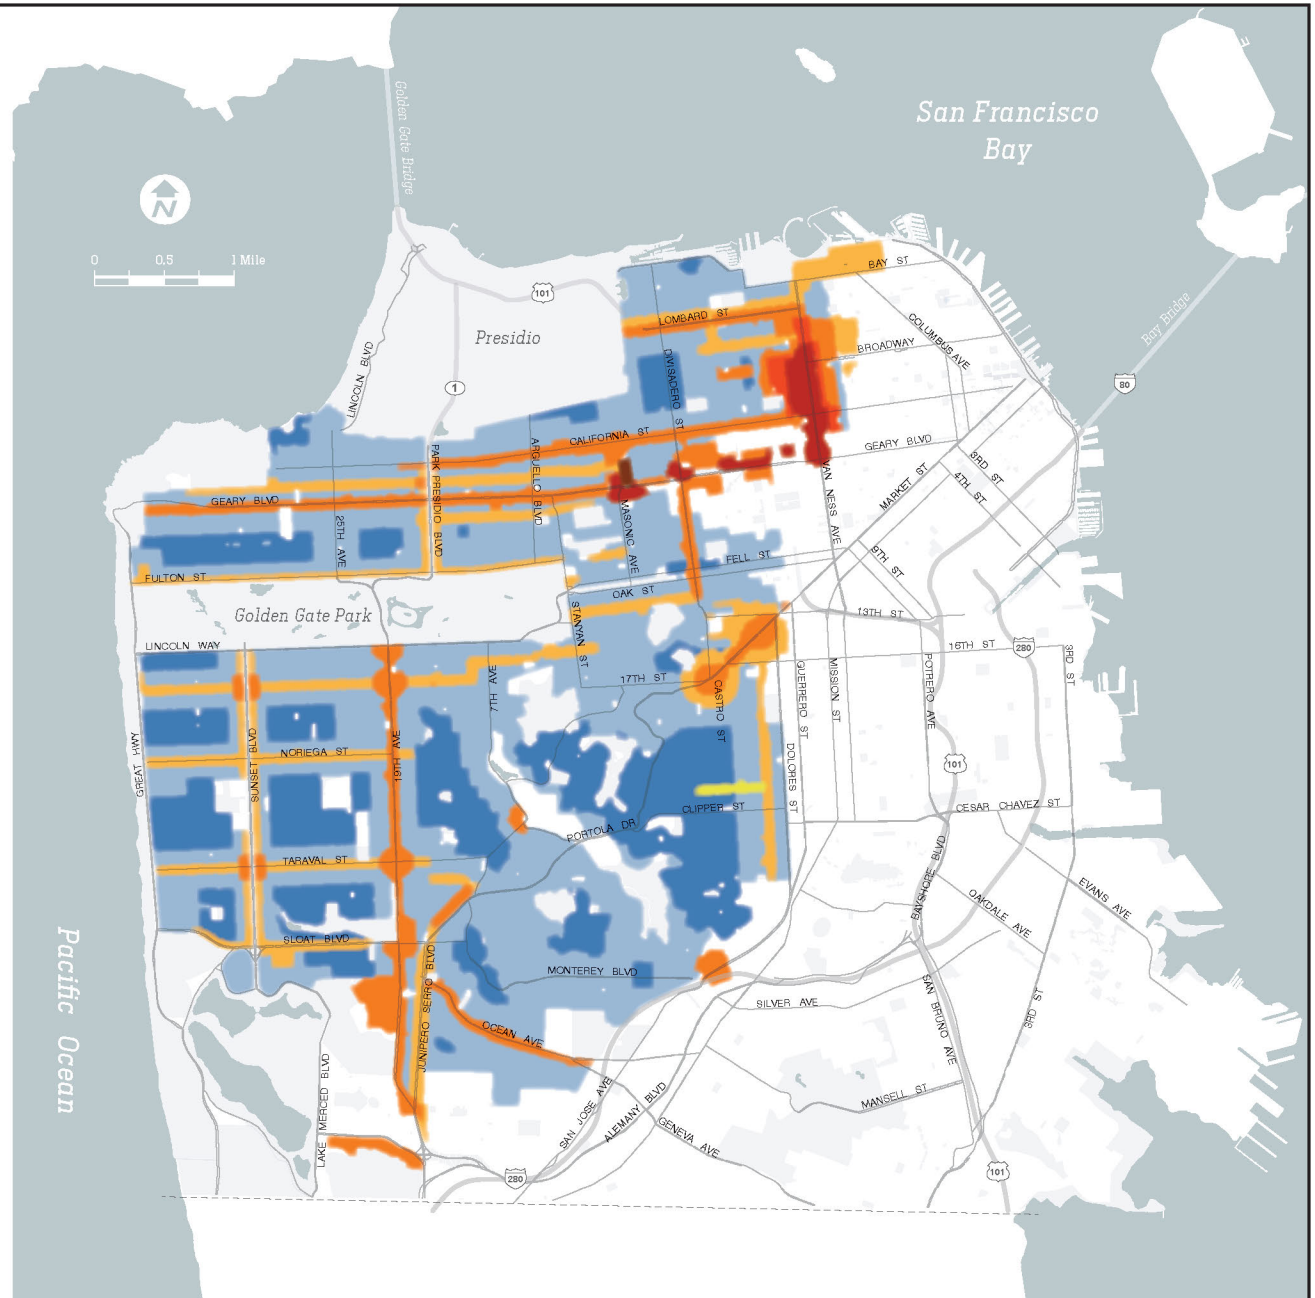 San Francisco
Bay
Golden Gate Bridge
N
0 0.5 1 Mile
101
Presidio
1
LINCOLN BLVD
BAY ST
LOMBARD ST
COLUMBUS AVE
BROADWAY
Bay Bridge
80
DIVISADERO ST
CALIFORNIA ST
GEARY BLVD
VAN NESS AVE
MARKET ST
3RD ST
4TH ST
9TH ST
PARK PRESIDIO BLVD
ARGUELLO BLVD
GEARY BLVD
25TH AVE
MASONIC AVE
FULTON ST
FELL ST
OAK ST
13TH ST
Golden Gate Park
STANYAN ST
LINCOLN WAY
7TH AVE
17TH ST
CASTRO ST
GUERRERO ST
MISSION ST
POTRERO AVE
16TH ST
280
3RD ST
GREAT HWY
SUNSET BLVD
NORIEGA ST
19TH AVE
DOLORES ST
101
CLIPPER ST
CESAR CHAVEZ ST
PORTOLA DR
TARAVAL ST
BAYSHORE BLVD
OAKDALE AVE
EVANS AVE
Pacific Ocean
SLOAT BLVD
JUNIPERO SERRO BLVD
MONTEREY BLVD
SILVER AVE
SAN BRUNO AVE
3RD ST
OCEAN AVE
LAKE MERCED BLVD
SAN JOSE AVE
ALEMANY BLVD
GENEVA AVE
MANSELL ST
280
101